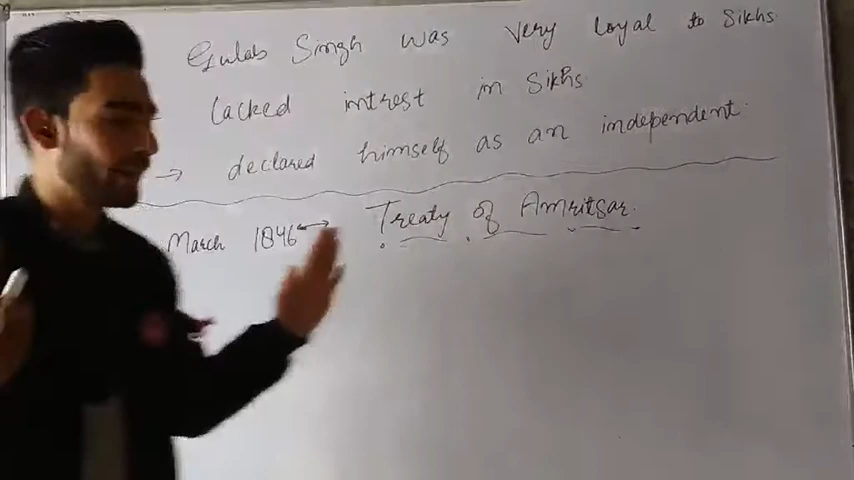 Gulab Singh was Very Loyal to Sikhs
lacked intrest in Sikhs
→ declared himself as an independent.
March 1846 ↔ Treaty of Amritsar.